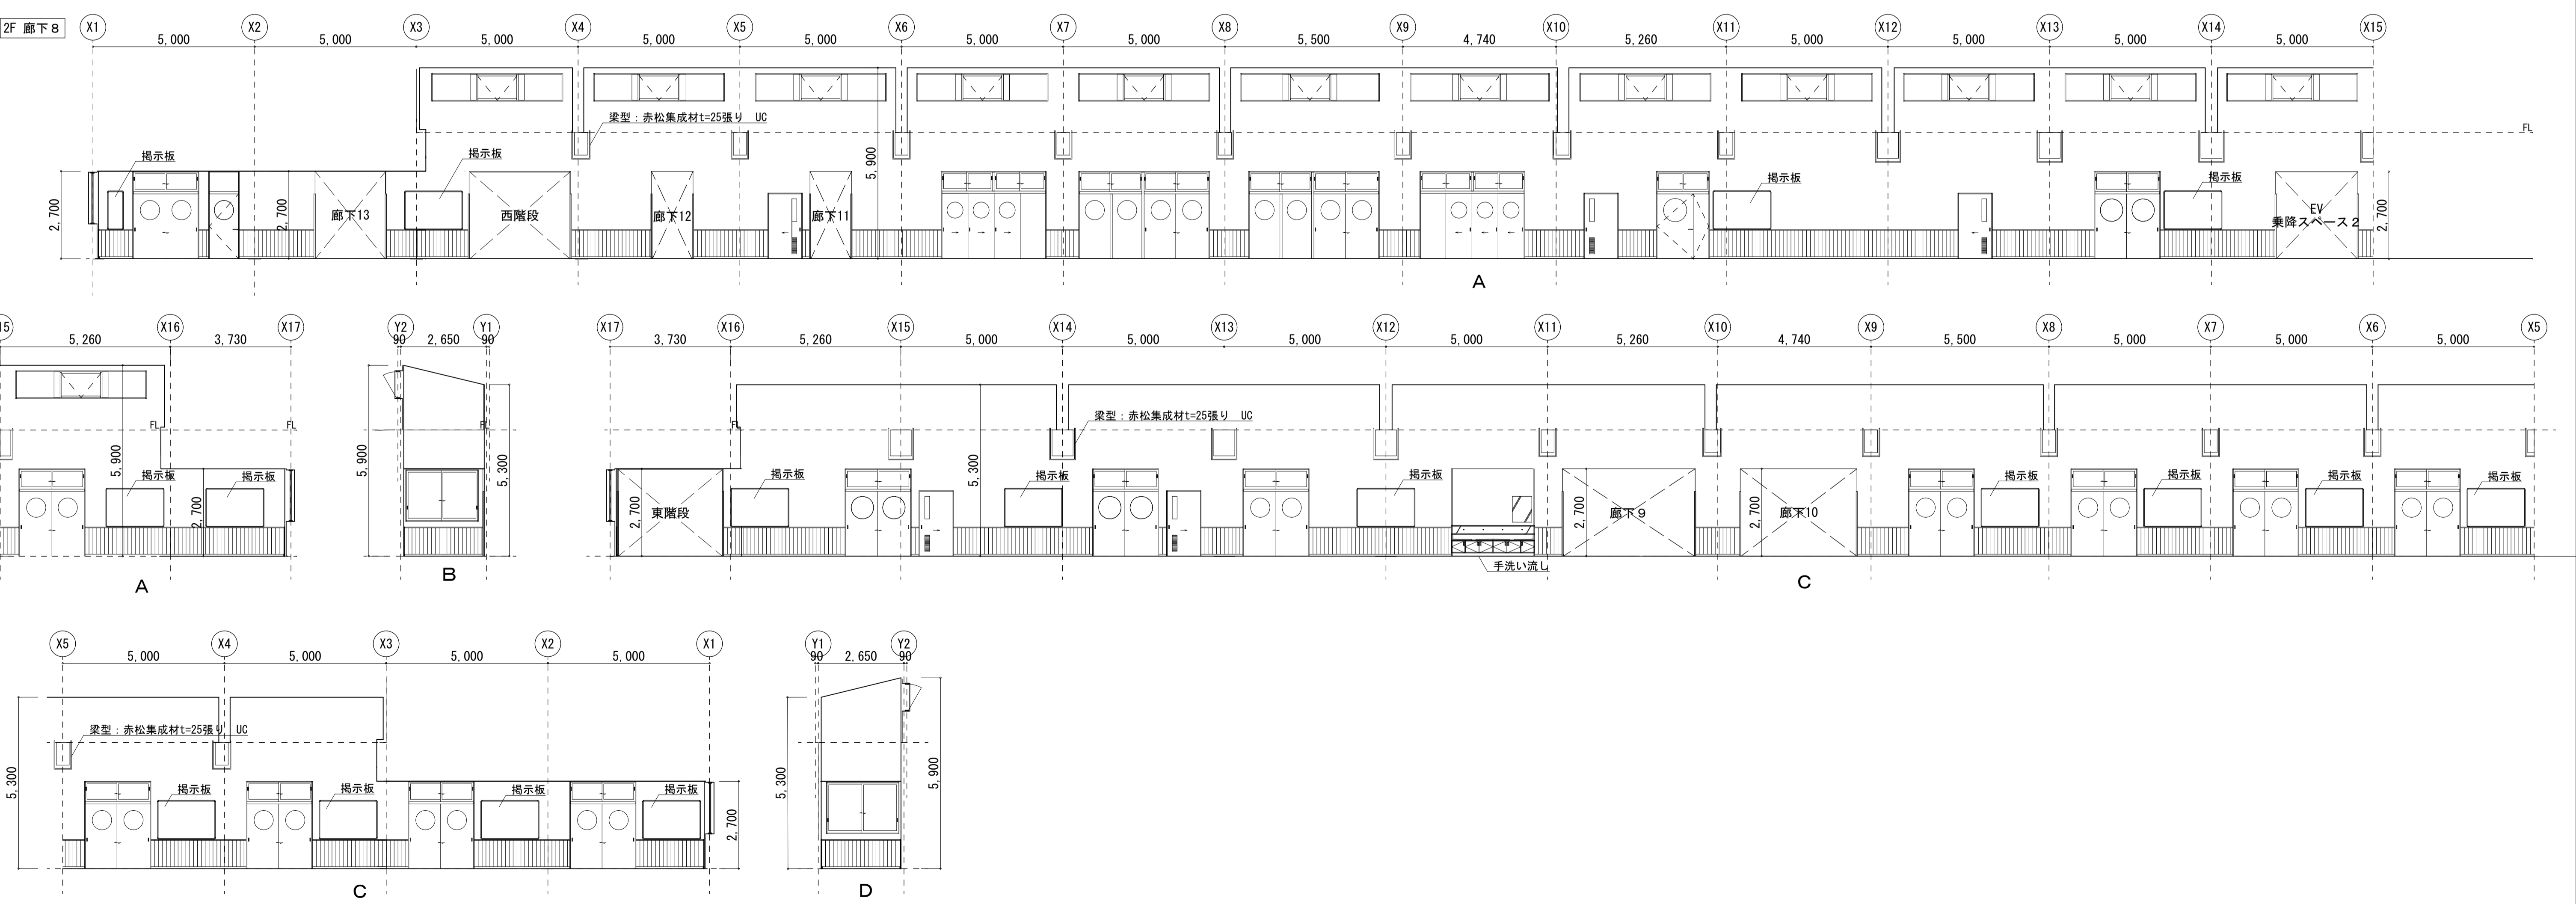 2F 廊下８
X1 X2 X3 X4 X5 X6 X7 X8 X9 X10 X11 X12 X13 X14 X15
5,000 5,000 5,000 5,000 5,000 5,000 5,000 5,500 4,740 5,260 5,000 5,000 5,000 5,000
梁型：赤松集成材t=25張り　UC
FL
掲示板 掲示板 5,900 掲示板 掲示板
2,700 2,700 廊下13 西階段 廊下12 廊下11 EV 2,700
乗降スペース２
A
15 X16 X17 Y2 Y1 X17 X16 X15 X14 X13 X12 X11 X10 X9 X8 X7 X6 X5
5,260 3,730 90 2,650 90 3,730 5,260 5,000 5,000 5,000 5,000 5,260 4,740 5,500 5,000 5,000 5,000
梁型：赤松集成材t=25張り　UC
FL FL FL FL
5,900 5,900 5,300 5,300
掲示板 掲示板 掲示板 掲示板 掲示板 掲示板 掲示板 掲示板 掲示板
2,700 2,700 東階段 2,700 廊下９ 2,700 廊下10
手洗い流し
A B C
X5 X4 X3 X2 X1 Y1 Y2
5,000 5,000 5,000 5,000 90 2,650 90
梁型：赤松集成材t=25張り　UC
5,300 5,300 5,900
掲示板 掲示板 掲示板 掲示板
2,700
C D